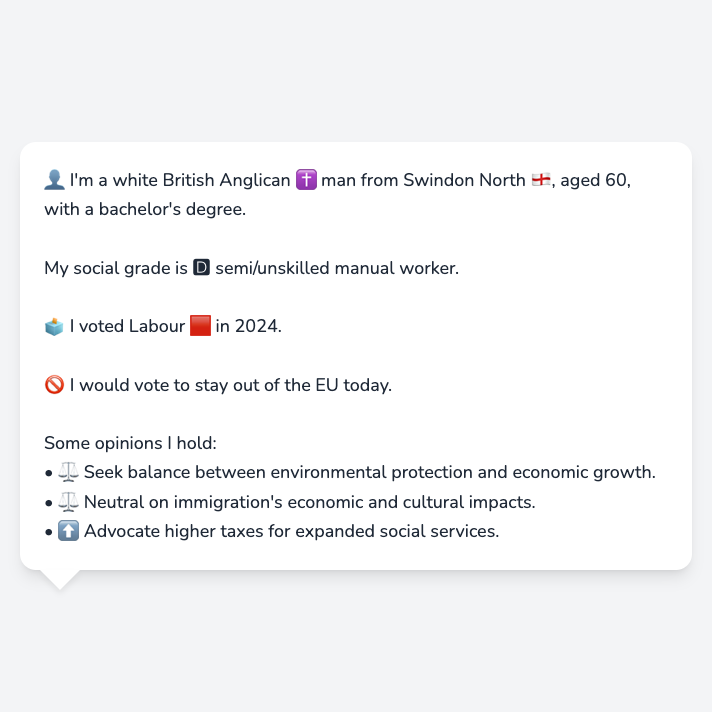 👤 I'm a white British Anglican ✝️ man from Swindon North 🏴󠁧󠁢󠁥󠁮󠁧󠁿, aged 60,
with a bachelor's degree.
My social grade is 🅳 semi/unskilled manual worker.
🗳️ I voted Labour 🟥 in 2024.
🚫 I would vote to stay out of the EU today.
Some opinions I hold:
• ⚖️ Seek balance between environmental protection and economic growth.
• ⚖️ Neutral on immigration's economic and cultural impacts.
• ⬆️ Advocate higher taxes for expanded social services.